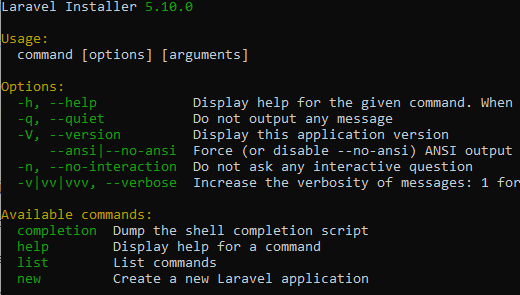 Laravel Installer 5.10.0
Usage:
  command [options] [arguments]
Options:
  -h, --help            Display help for the given command. When
  -q, --quiet           Do not output any message
  -V, --version         Display this application version
      --ansi|--no-ansi  Force (or disable --no-ansi) ANSI output
  -n, --no-interaction  Do not ask any interactive question
  -v|vv|vvv, --verbose  Increase the verbosity of messages: 1 for
Available commands:
  completion  Dump the shell completion script
  help        Display help for a command
  list        List commands
  new         Create a new Laravel application